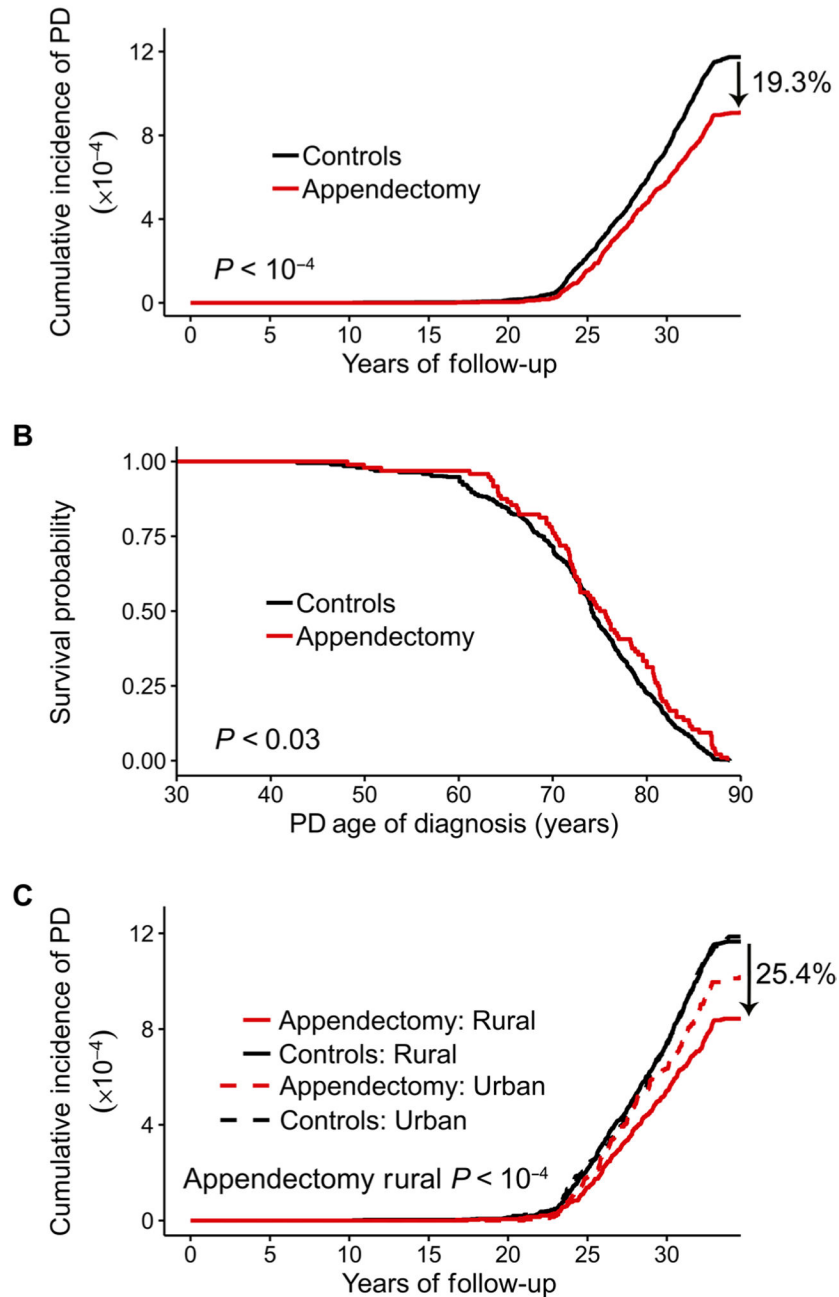 Cumulative incidence of PD
(×10⁻⁴)
12
8
4
0
19.3%
Controls
Appendectomy
P < 10⁻⁴
0 5 10 15 20 25 30
Years of follow-up
B
Survival probability
1.00
0.75
0.50
0.25
0.00
Controls
Appendectomy
P < 0.03
30 40 50 60 70 80 90
PD age of diagnosis (years)
C
Cumulative incidence of PD
(×10⁻⁴)
12
8
4
0
25.4%
Appendectomy: Rural
Controls: Rural
Appendectomy: Urban
Controls: Urban
Appendectomy rural P < 10⁻⁴
0 5 10 15 20 25 30
Years of follow-up